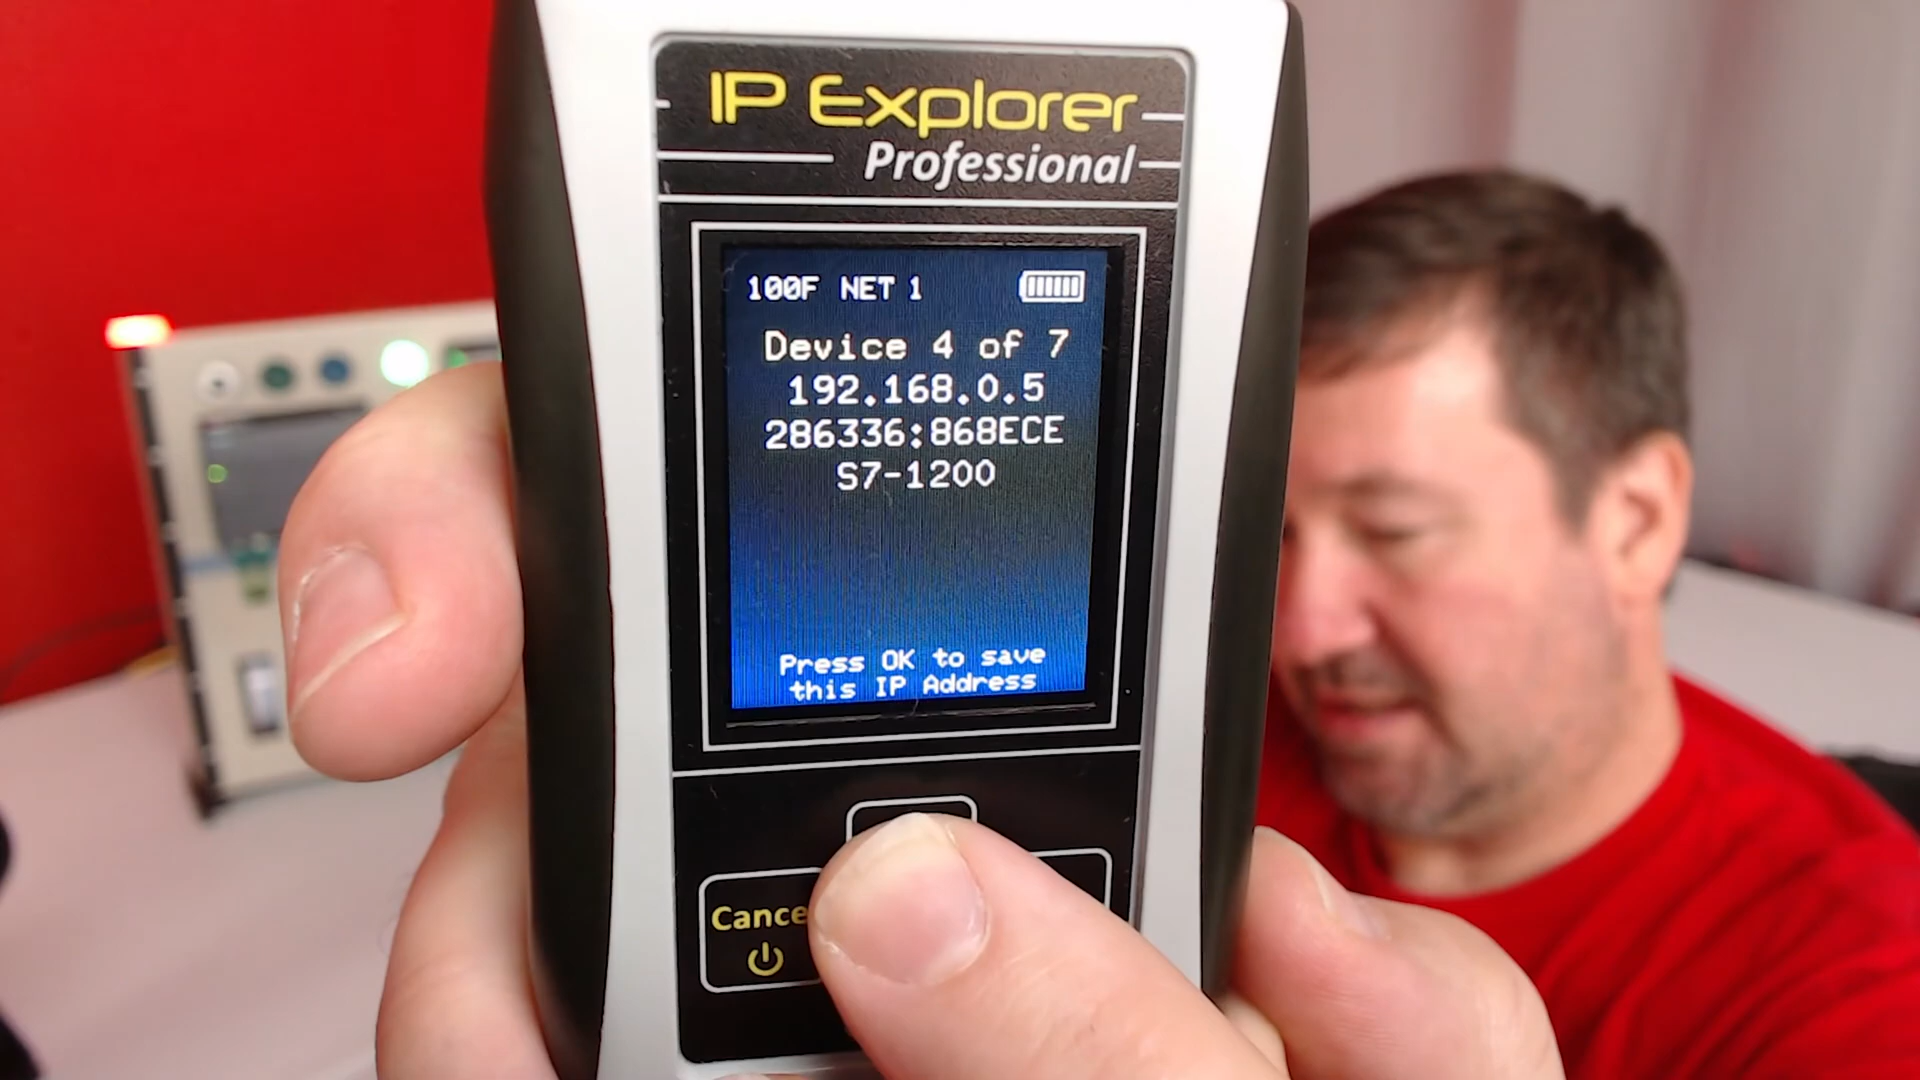 IP Explorer
Professional
100F NET 1
Device 4 of 7
192.168.0.5
286336:868ECE
S7-1200
Press OK to save
this IP Address
Cance